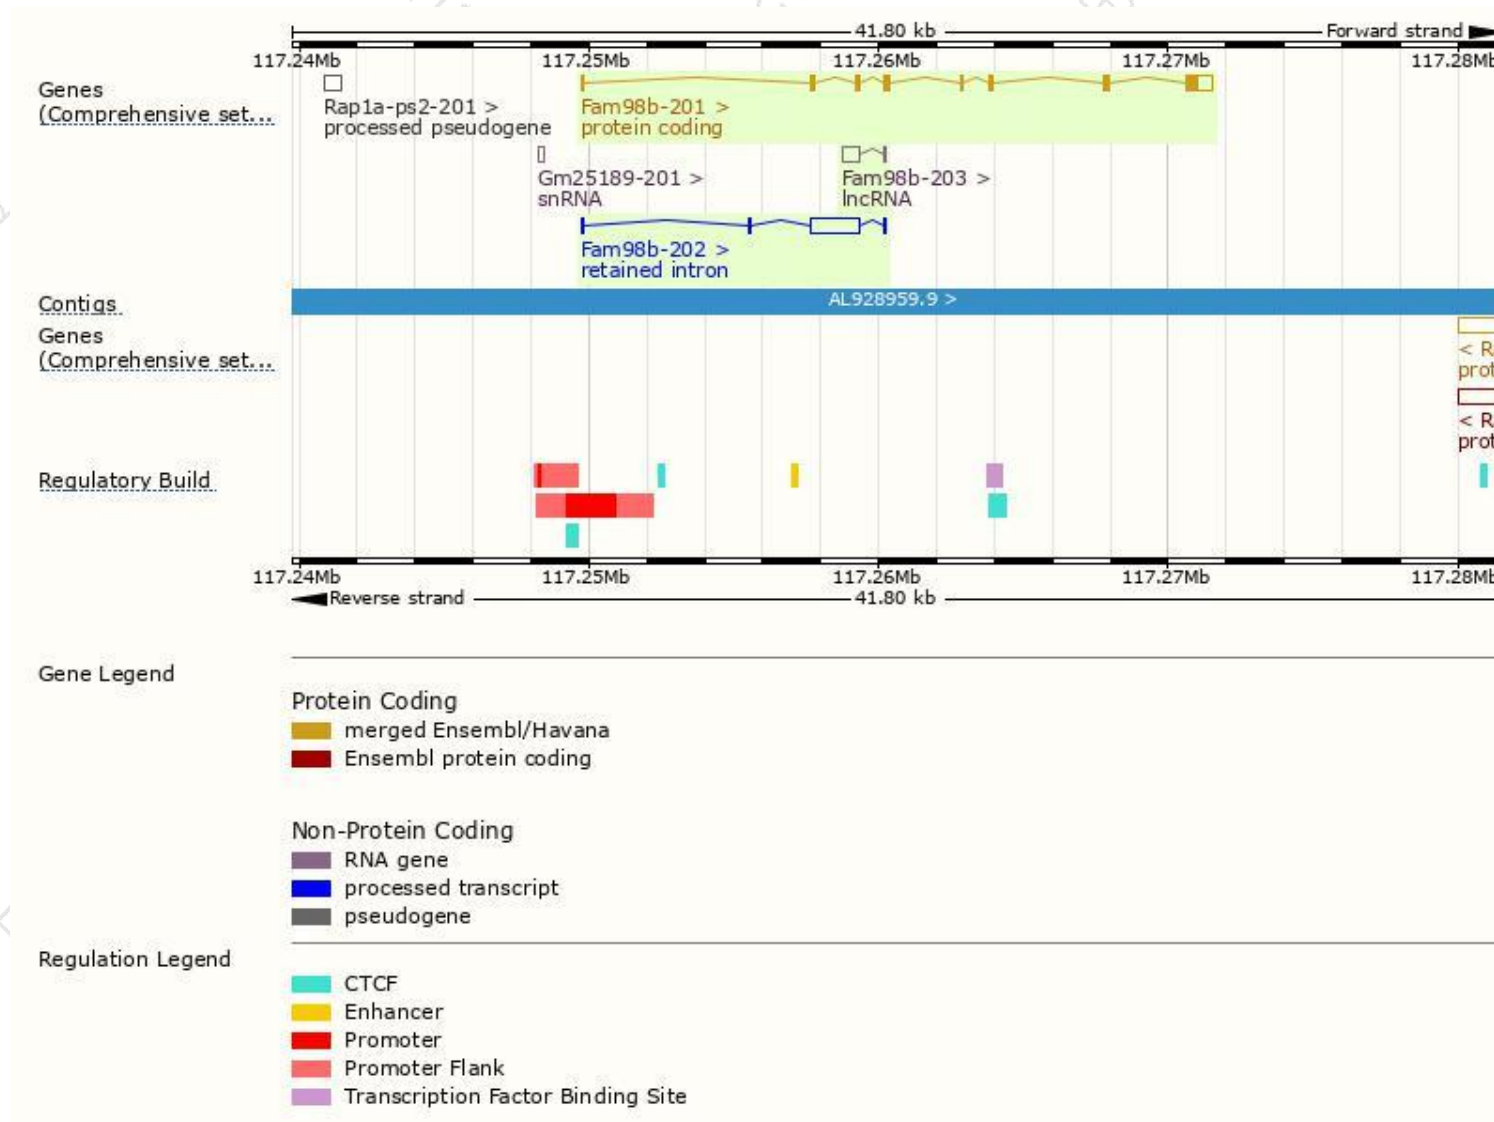 41.80 kb Forward strand
117.24Mb 117.25Mb 117.26Mb 117.27Mb 117.28Mb
Genes
(Comprehensive set...
Rap1a-ps2-201 >
processed pseudogene
Fam98b-201 >
protein coding
Gm25189-201 >
snRNA
Fam98b-203 >
lncRNA
Fam98b-202 >
retained intron
Contigs
AL928959.9 >
Genes
(Comprehensive set...
< R
prot
< R
prot
Regulatory Build
117.24Mb 117.25Mb 117.26Mb 117.27Mb 117.28Mb
Reverse strand 41.80 kb
Gene Legend
Protein Coding
merged Ensembl/Havana
Ensembl protein coding
Non-Protein Coding
RNA gene
processed transcript
pseudogene
Regulation Legend
CTCF
Enhancer
Promoter
Promoter Flank
Transcription Factor Binding Site